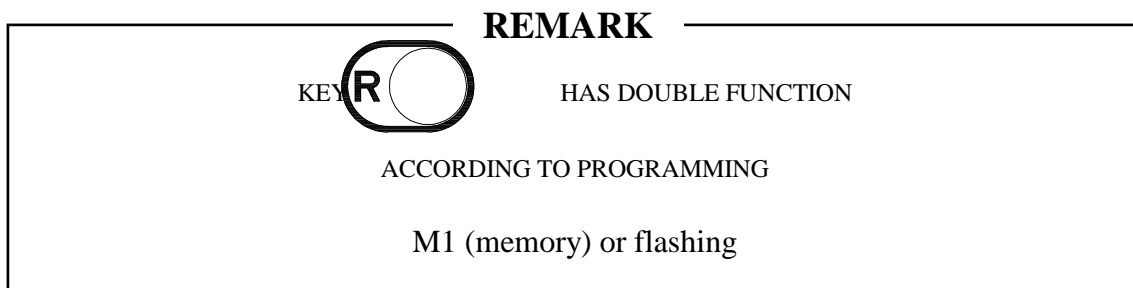 REMARK
KEY R HAS DOUBLE FUNCTION
ACCORDING TO PROGRAMMING
M1 (memory) or flashing